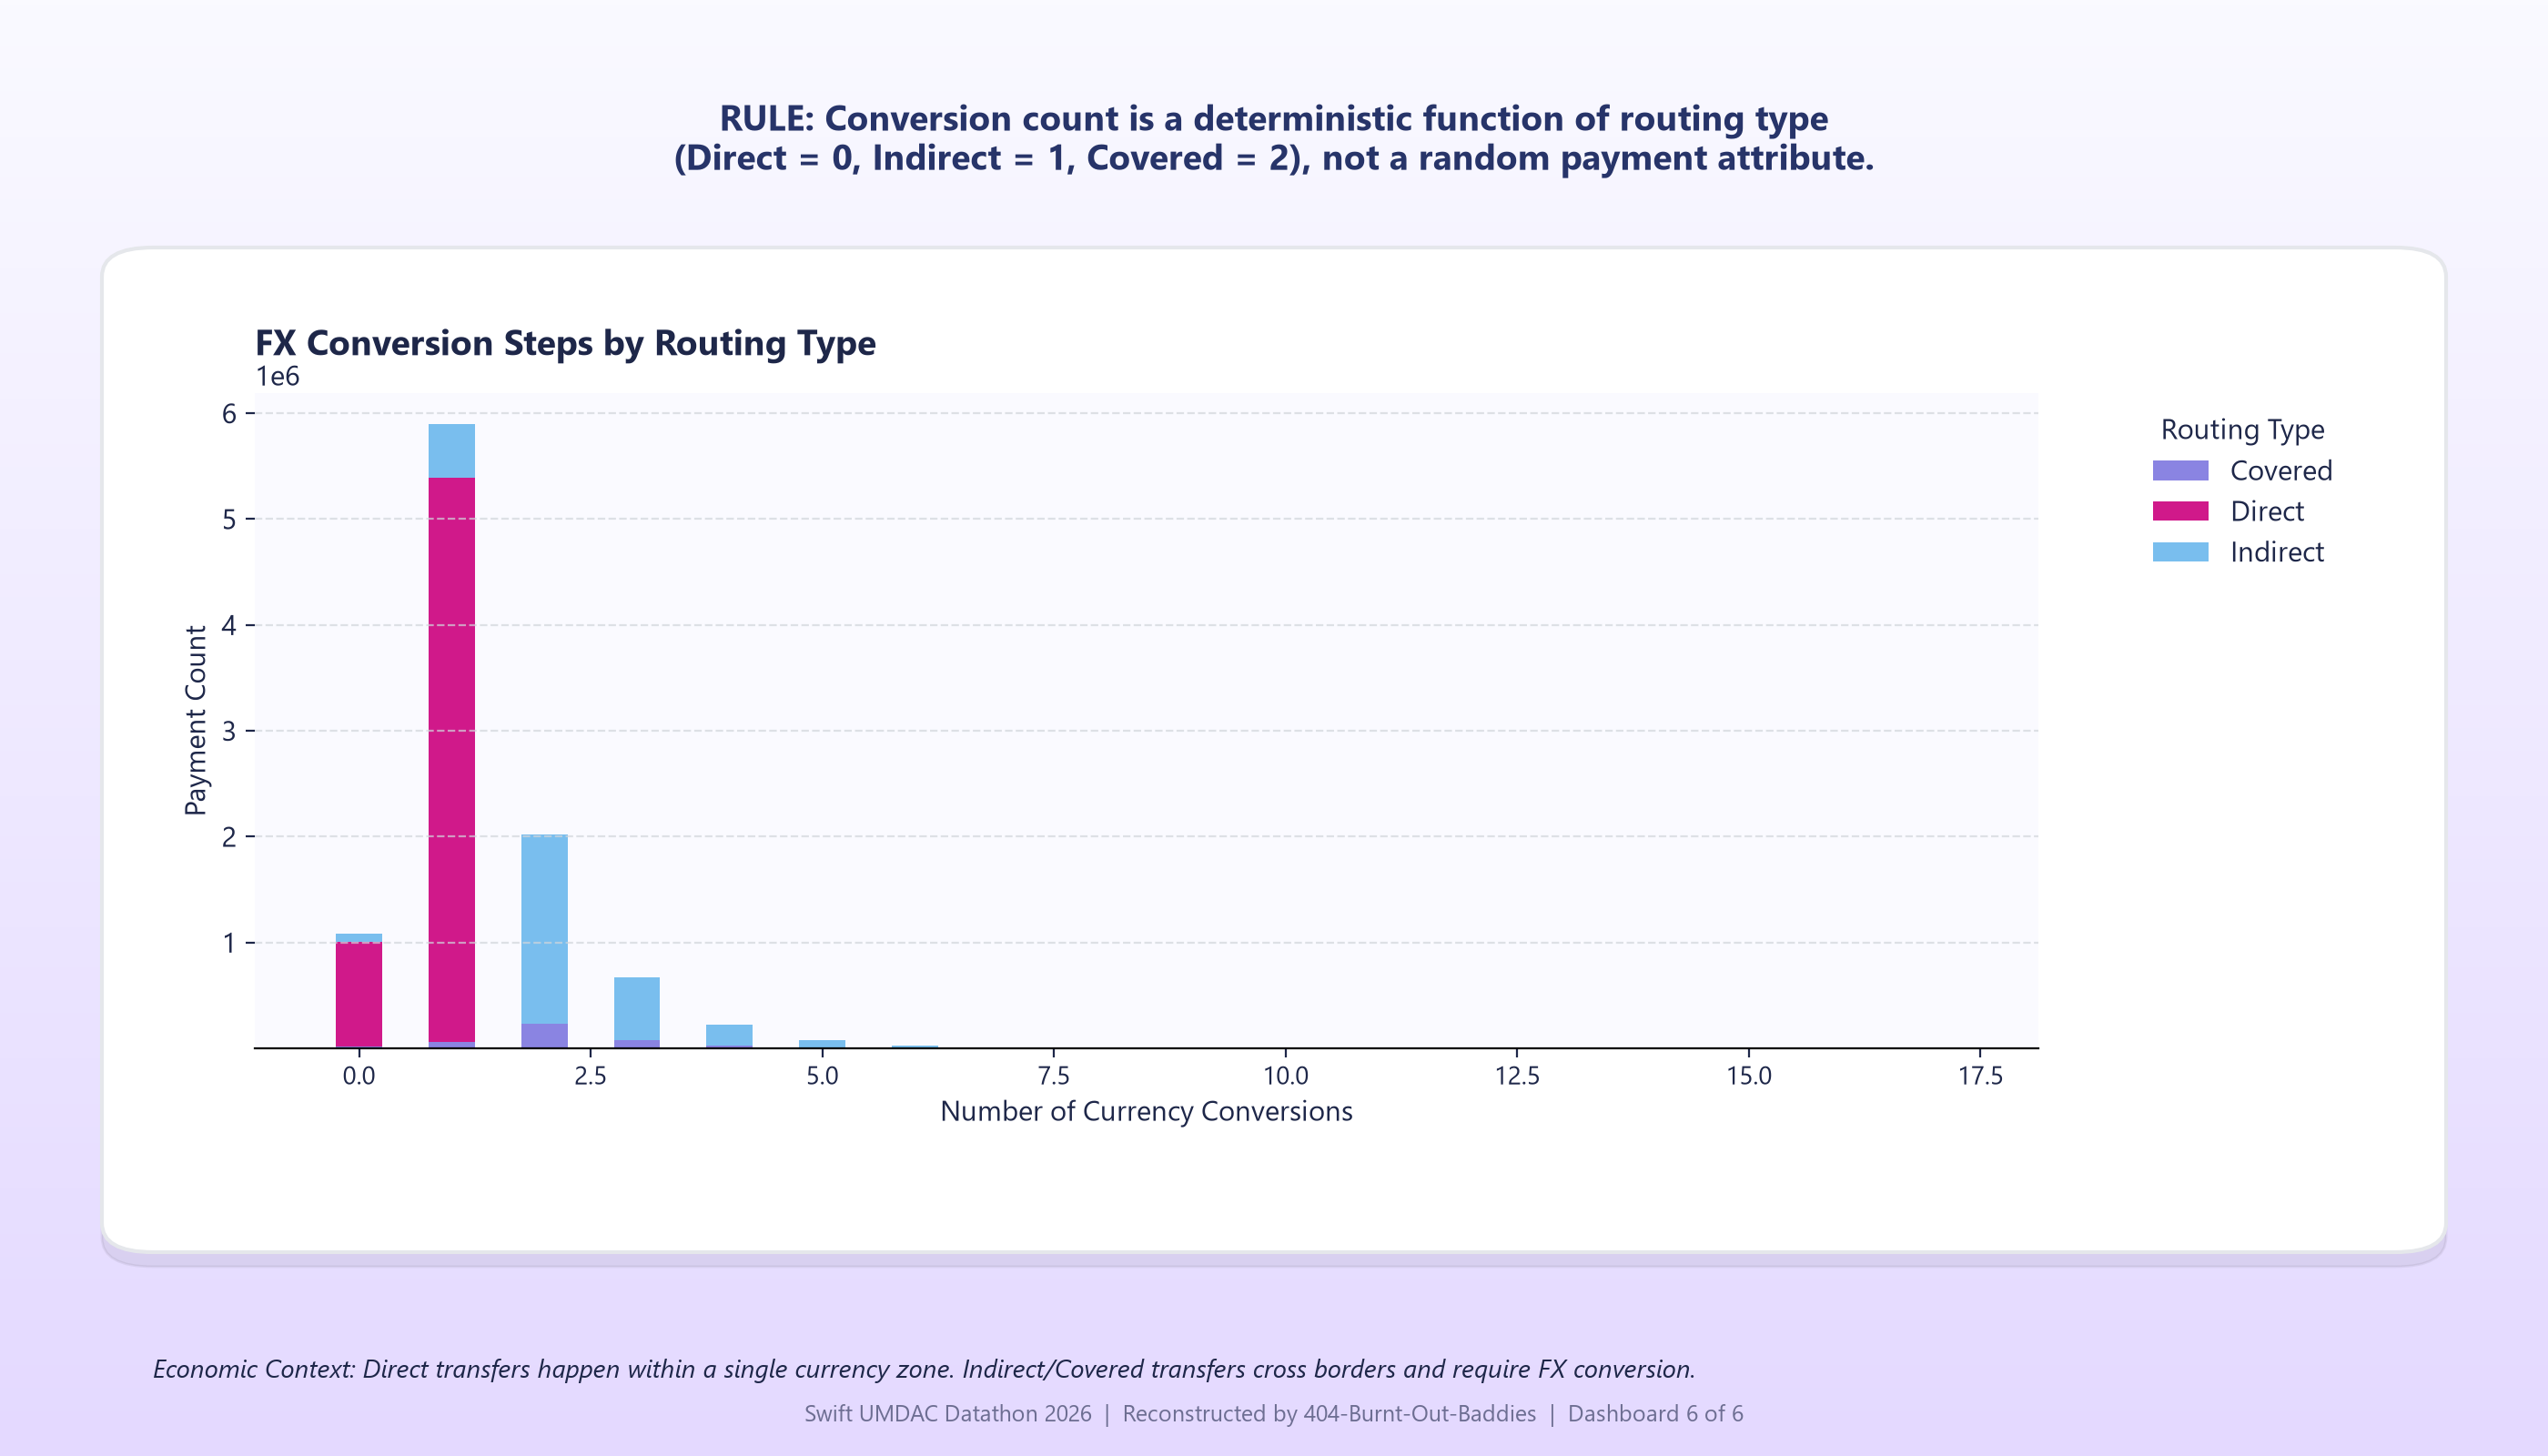 RULE: Conversion count is a deterministic function of routing type
(Direct = 0, Indirect = 1, Covered = 2), not a random payment attribute.
FX Conversion Steps by Routing Type
1e6
6
5
4
3
2
1
Payment Count
0.0 2.5 5.0 7.5 10.0 12.5 15.0 17.5
Number of Currency Conversions
Routing Type
Covered
Direct
Indirect
Economic Context: Direct transfers happen within a single currency zone. Indirect/Covered transfers cross borders and require FX conversion.
Swift UMDAC Datathon 2026 | Reconstructed by 404-Burnt-Out-Baddies | Dashboard 6 of 6